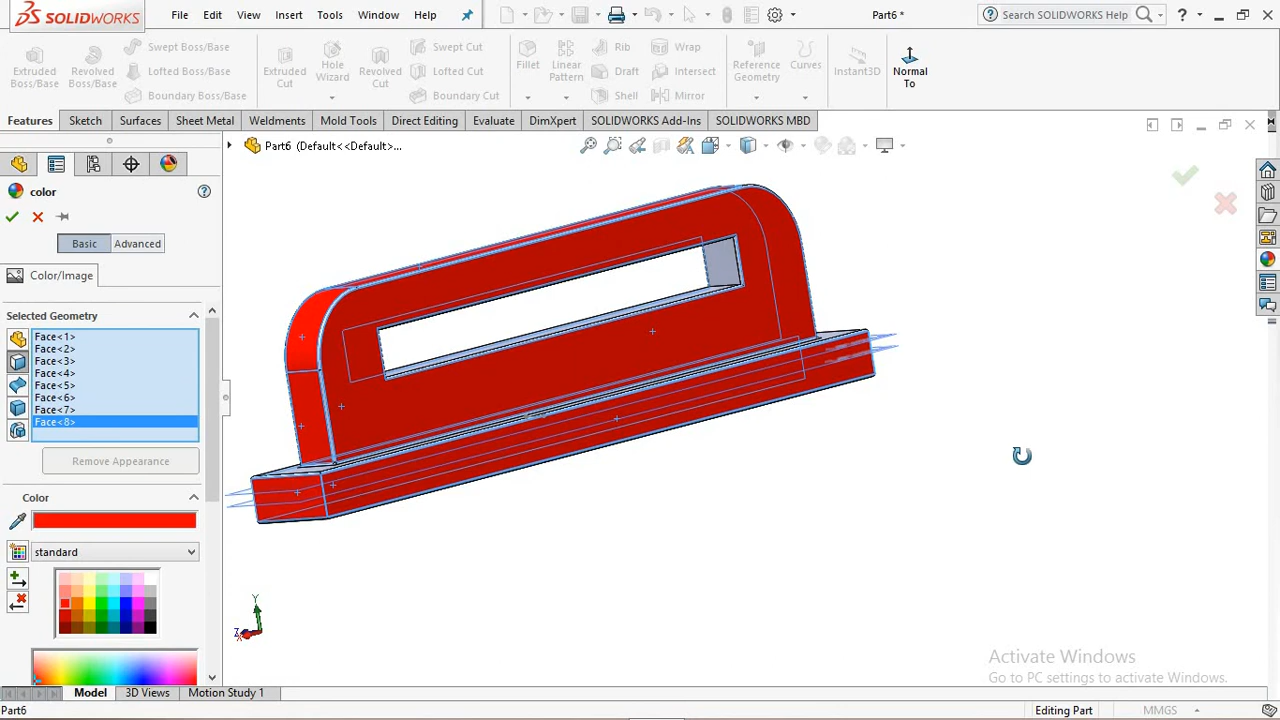 SOLIDWORKS File Edit View Insert Tools Window Help Part6 * Search SOLIDWORKS Help ?
Extruded Boss/Base
Revolved Boss/Base
Swept Boss/Base
Lofted Boss/Base
Boundary Boss/Base
Extruded Cut
Hole Wizard
Revolved Cut
Swept Cut
Lofted Cut
Boundary Cut
Fillet
Linear Pattern
Rib
Draft
Shell
Wrap
Intersect
Mirror
Reference Geometry
Curves
Instant3D
Normal To
Features Sketch Surfaces Sheet Metal Weldments Mold Tools Direct Editing Evaluate DimXpert SOLIDWORKS Add-Ins SOLIDWORKS MBD
Part6 (Default<<Default>...
color ?
Basic Advanced
Color/Image
Selected Geometry
Face<1>
Face<2>
Face<3>
Face<4>
Face<5>
Face<6>
Face<7>
Face<8>
Remove Appearance
Color
standard
Y
Z
Activate Windows
Go to PC settings to activate Windows.
Model 3D Views Motion Study 1
Part6 Editing Part MMGS